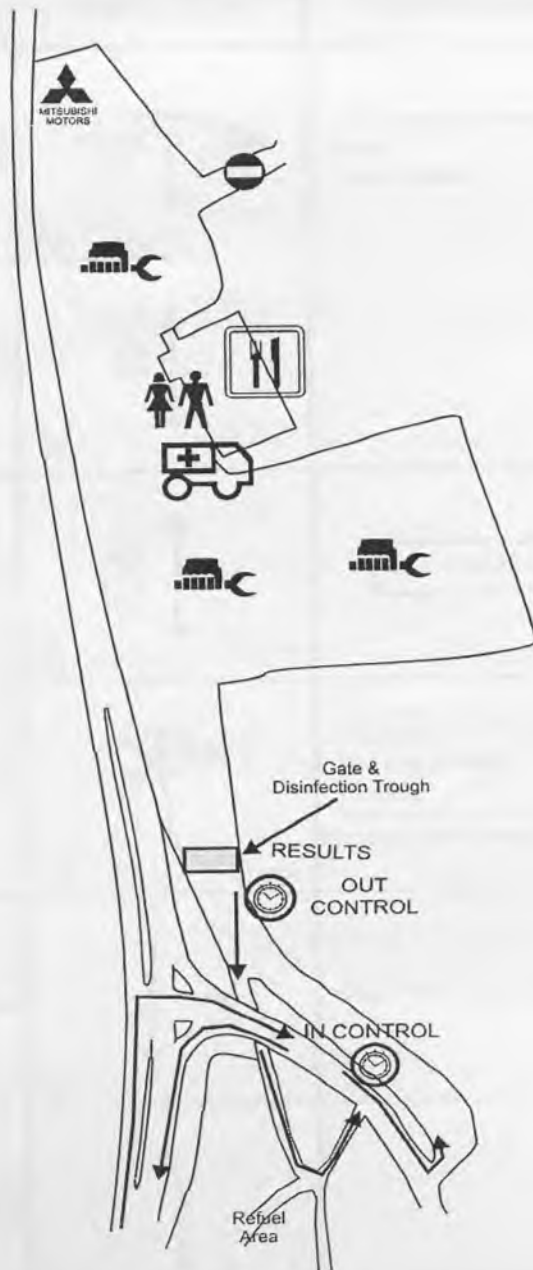 MITSUBISHI
MOTORS
Gate &
Disinfection Trough
RESULTS
OUT
CONTROL
IN CONTROL
Refuel
Area